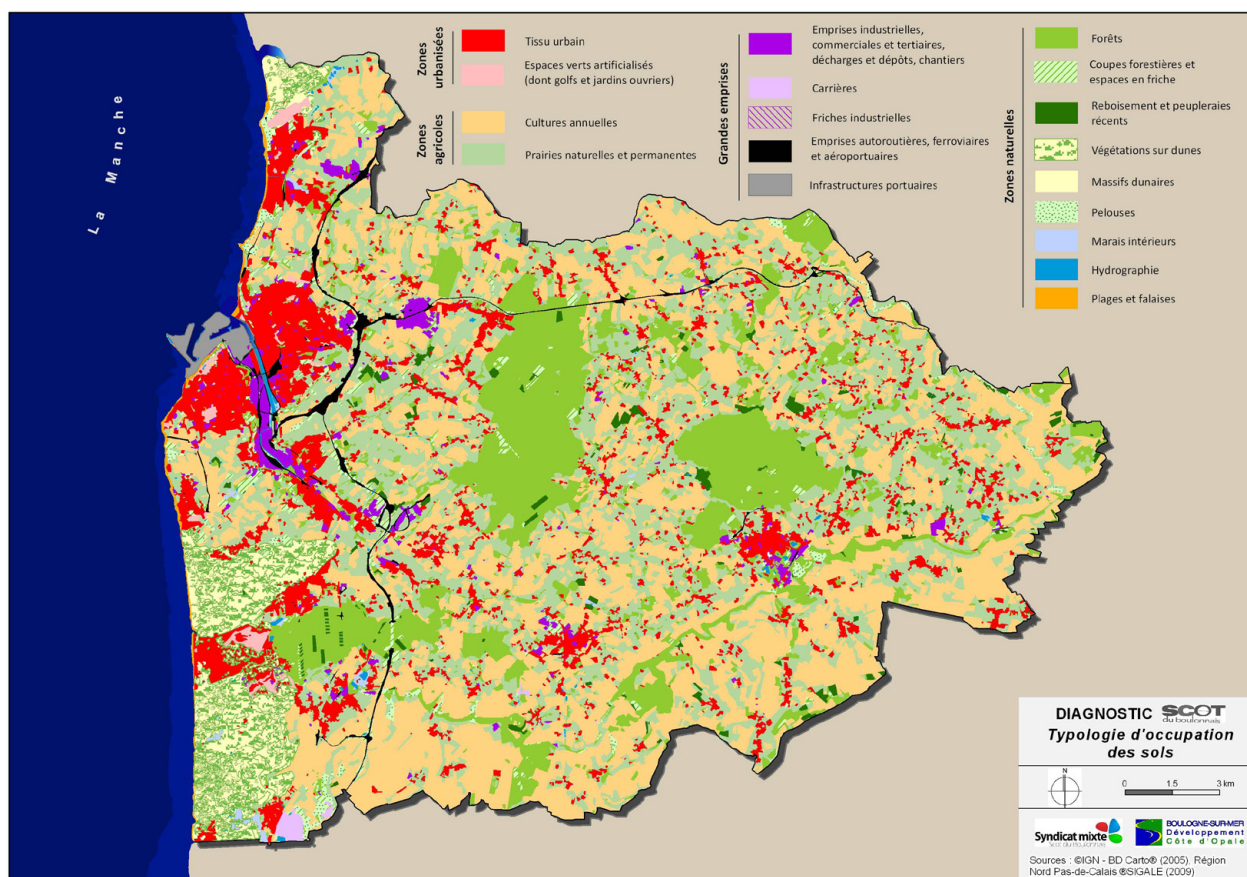 La Manche
Zones
urbanisées
Tissu urbain
Espaces verts artificialisés
(dont golfs et jardins ouvriers)
Zones
agricoles
Cultures annuelles
Prairies naturelles et permanentes
Grandes emprises
Emprises industrielles,
commerciales et tertiaires,
décharges et dépôts, chantiers
Carrières
Friches industrielles
Emprises autoroutières, ferroviaires
et aéroportuaires
Infrastructures portuaires
Zones naturelles
Forêts
Coupes forestières et
espaces en friche
Reboisement et peupleraies
récents
Végétations sur dunes
Massifs dunaires
Pelouses
Marais intérieurs
Hydrographie
Plages et falaises
DIAGNOSTIC SCOT
du boulonnais
Typologie d'occupation
des sols
N
0 1.5 3 km
Syndicat mixte
Scot du Boulonnais
BOULOGNE-SUR-MER
Développement
Côte d'Opale
Sources : ©IGN - BD Carto® (2005). Région
Nord Pas-de-Calais ®SIGALE (2009)